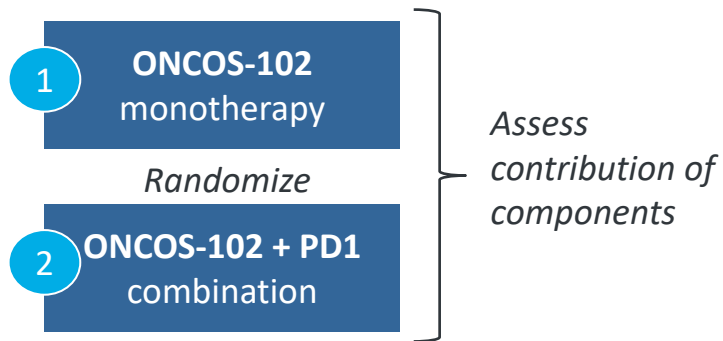 1
ONCOS-102
monotherapy
Randomize
2
ONCOS-102 + PD1
combination
Assess
contribution of
components